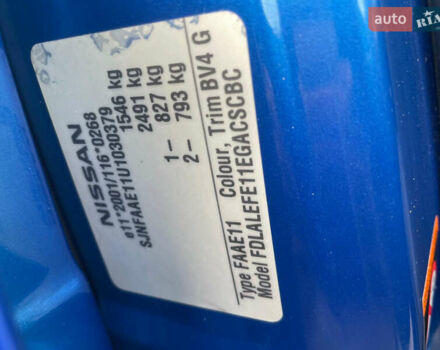 auto
RIA
NISSAN
e11*2001/116*0268
SJNFAAE11U1030379
1546 kg
2491 kg
1- 827 kg
2- 793 kg
Type FAAE11 Colour, Trim BV4 G
Model FDLALEFE11EGACSCBC